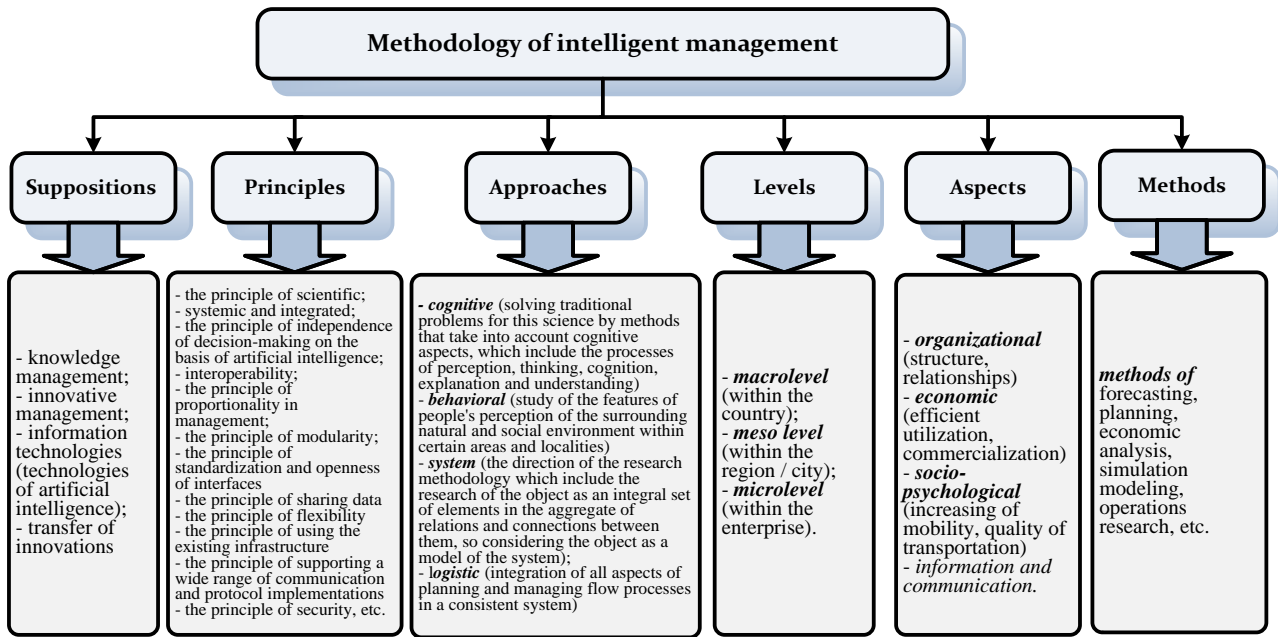 Methodology of intelligent management
Suppositions
Principles
Approaches
Levels
Aspects
Methods
- knowledge
management;
- innovative
management;
- information
technologies
(technologies
of artificial
intelligence);
- transfer of
innovations
- the principle of scientific;
- systemic and integrated;
- the principle of independence
of decision-making on the
basis of artificial intelligence;
- interoperability;
- the principle of
proportionality in
management;
- the principle of modularity;
- the principle of
standardization and openness
of interfaces
- the principle of sharing data
- the principle of flexibility
- the principle of using the
existing infrastructure
- the principle of supporting a
wide range of communication
and protocol implementations
- the principle of security, etc.
- cognitive (solving traditional
problems for this science by methods
that take into account cognitive
aspects, which include the processes
of perception, thinking, cognition,
explanation and understanding)
- behavioral (study of the features of
people's perception of the surrounding
natural and social environment within
certain areas and localities)
- system (the direction of the research
methodology which include the
research of the object as an integral set
of elements in the aggregate of
relations and connections between
them, so considering the object as a
model of the system);
- logistic (integration of all aspects of
planning and managing flow processes
in a consistent system)
- macrolevel
(within the
country);
- meso level
(within the
region / city);
- microlevel
(within the
enterprise).
- organizational
(structure,
relationships)
- economic
(efficient
utilization,
commercialization)
- socio-
psychological
(increasing of
mobility, quality of
transportation)
- information and
communication.
methods of
forecasting,
planning,
economic
analysis,
simulation
modeling,
operations
research, etc.